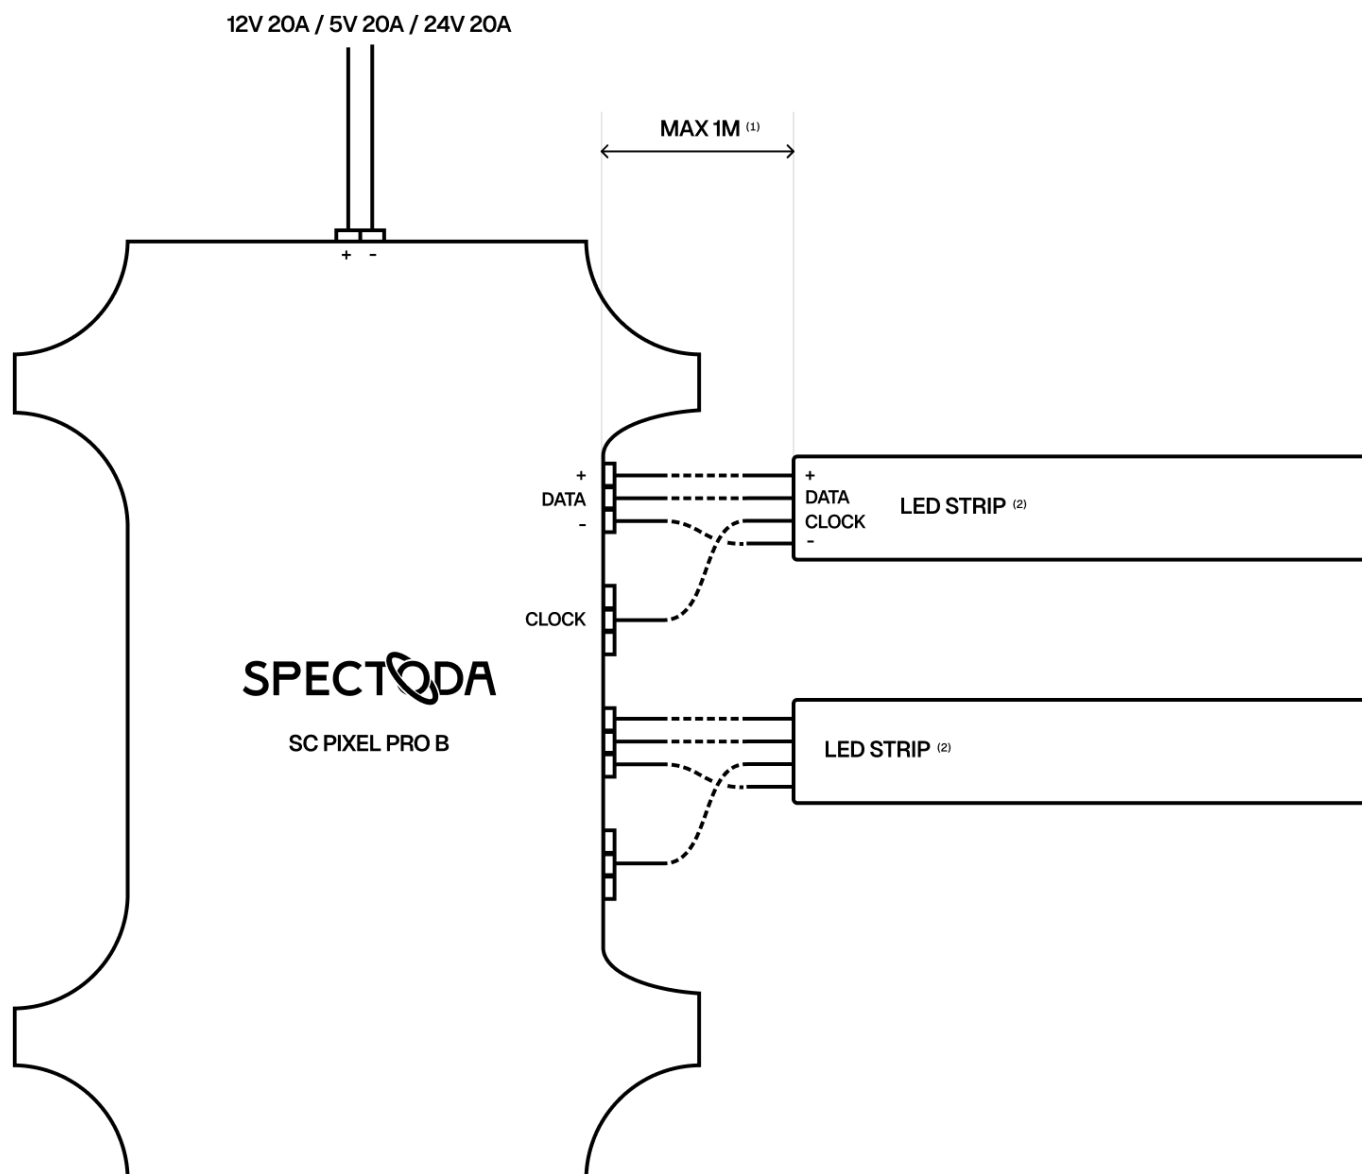 12V 20A / 5V 20A / 24V 20A
MAX 1M (1)
+ -
+
DATA
-
CLOCK
+
DATA
CLOCK
-
LED STRIP (2)
SPECTODA
SC PIXEL PRO B
LED STRIP (2)